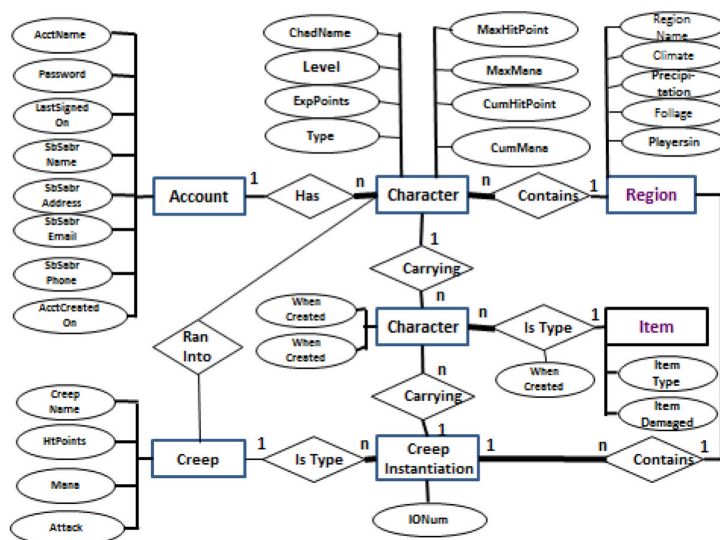 AcctName
Password
LastSigned
On
SbSabr
Name
SbSabr
Address
SbSabr
Email
SbSabr
Phone
AcctCreated
On
ChadName
Level
ExpPoints
Type
MaxHitPoint
MaxMana
CumHitPoint
CumMana
Region
Name
Climate
Precipi-
tation
Follage
Playersin
Account
1
Has
n
Character
n
Contains
1
Region
1
Carrying
n
When
Created
When
Created
Character
n
Is Type
1
Item
When
Created
Item
Type
Item
Damaged
Ran
Into
n
Carrying
1
Creep
Name
HtPoints
Mana
Attack
Creep
1
Is Type
n
Creep
Instantiation
1
n
Contains
1
IONum